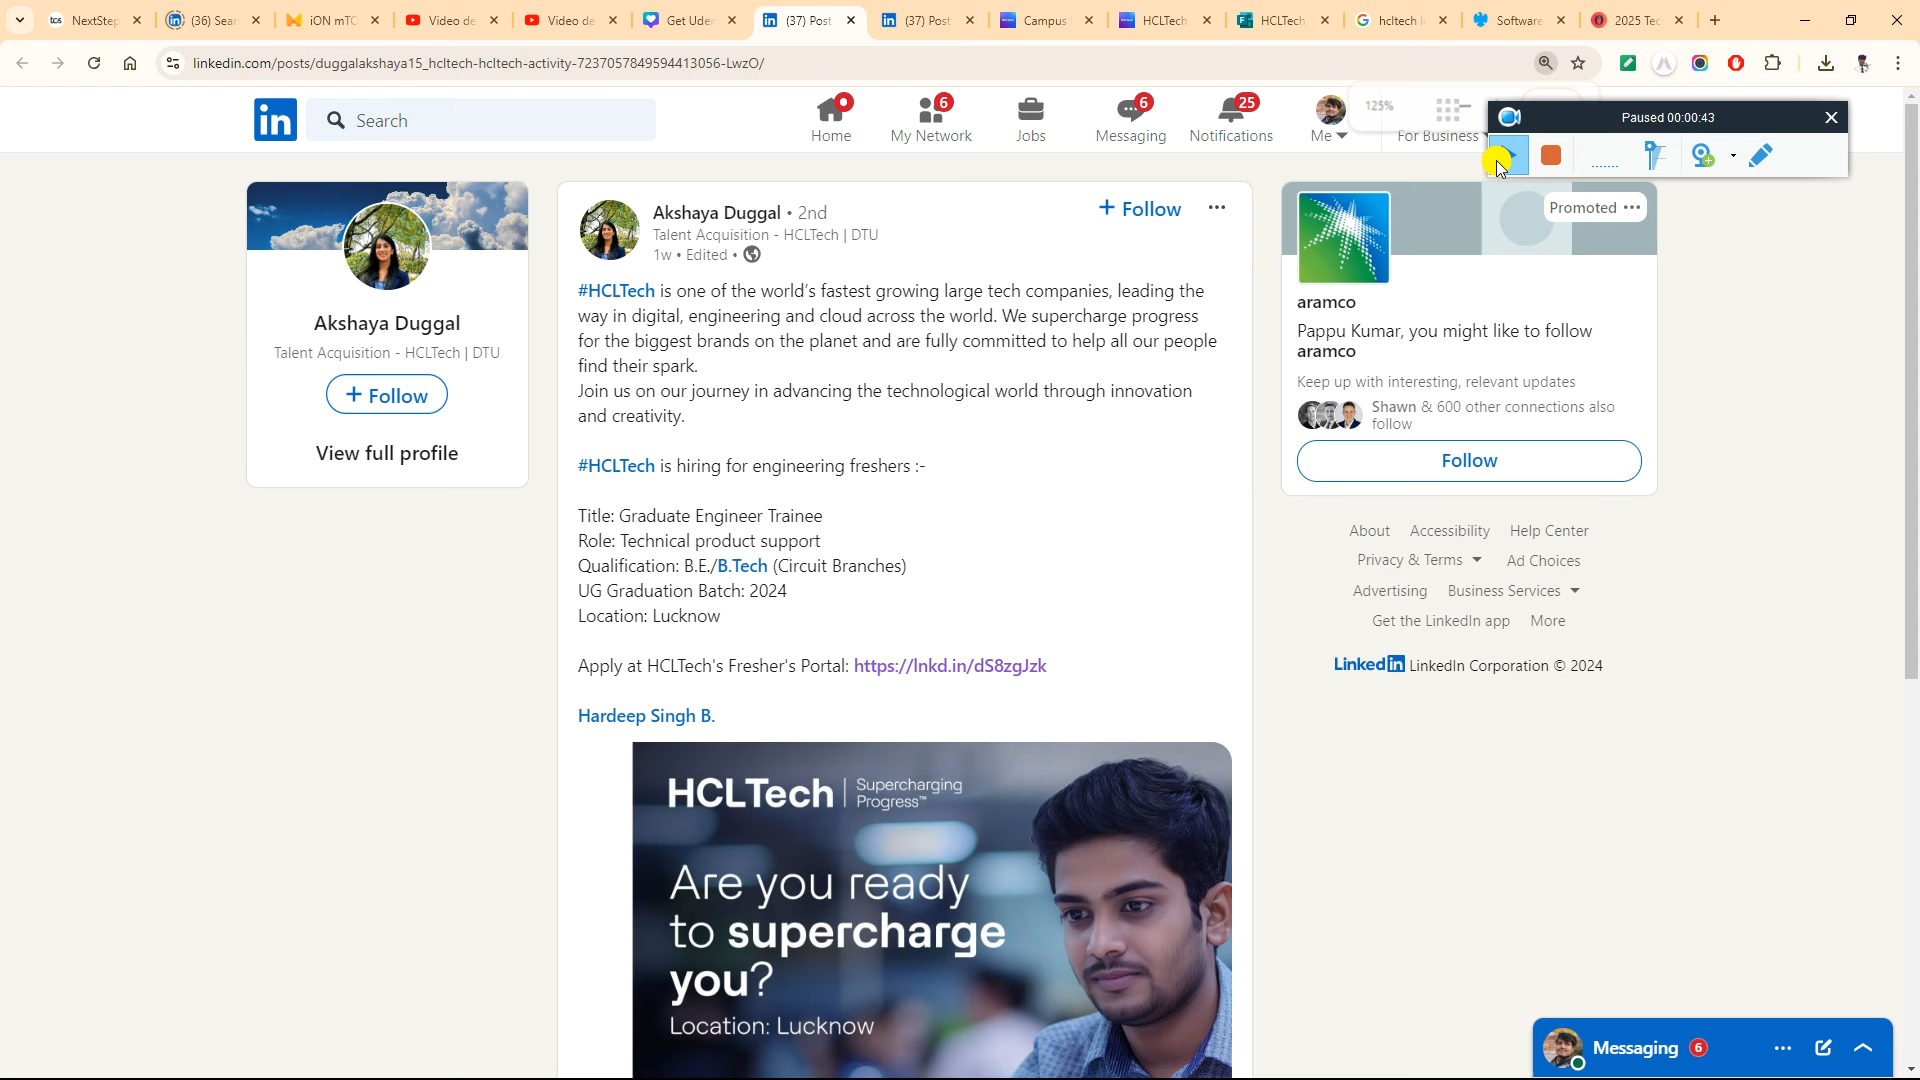 NextStep
(36) Sear
iON mTC
Video de
Video de
Get Uder
(37) Post
(37) Post
Campus
HCLTech
HCLTech
hcltech l
Software
2025 Tec
linkedin.com/posts/duggalakshaya15_hcltech-hcltech-activity-7237057849594413056-LwzO/
in
Search
Home
6
My Network
Jobs
6
Messaging
25
Notifications
Me
125%
For Business
Paused 00:00:43
Akshaya Duggal
Talent Acquisition - HCLTech | DTU
+ Follow
View full profile
Akshaya Duggal • 2nd
Talent Acquisition - HCLTech | DTU
1w • Edited •
+ Follow
#HCLTech is one of the world's fastest growing large tech companies, leading the
way in digital, engineering and cloud across the world. We supercharge progress
for the biggest brands on the planet and are fully committed to help all our people
find their spark.
Join us on our journey in advancing the technological world through innovation
and creativity.
#HCLTech is hiring for engineering freshers :-
Title: Graduate Engineer Trainee
Role: Technical product support
Qualification: B.E./B.Tech (Circuit Branches)
UG Graduation Batch: 2024
Location: Lucknow
Apply at HCLTech's Fresher's Portal: https://lnkd.in/dS8zgJzk
Hardeep Singh B.
HCLTech | Supercharging
Progress™
Are you ready
to supercharge
you?
Location: Lucknow
Promoted
aramco
Pappu Kumar, you might like to follow
aramco
Keep up with interesting, relevant updates
Shawn & 600 other connections also
follow
Follow
About Accessibility Help Center
Privacy & Terms Ad Choices
Advertising Business Services
Get the LinkedIn app More
LinkedIn LinkedIn Corporation © 2024
Messaging 6